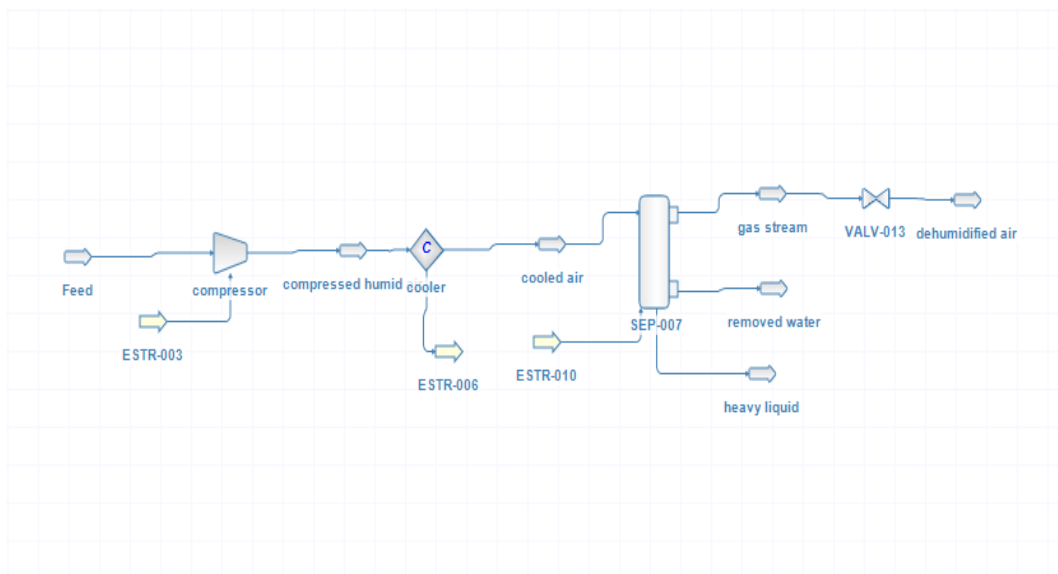 gas stream
VALV-013
dehumidified air
Feed
compressor
compressed humid
C
cooler
cooled air
SEP-007
removed water
ESTR-003
ESTR-006
ESTR-010
heavy liquid